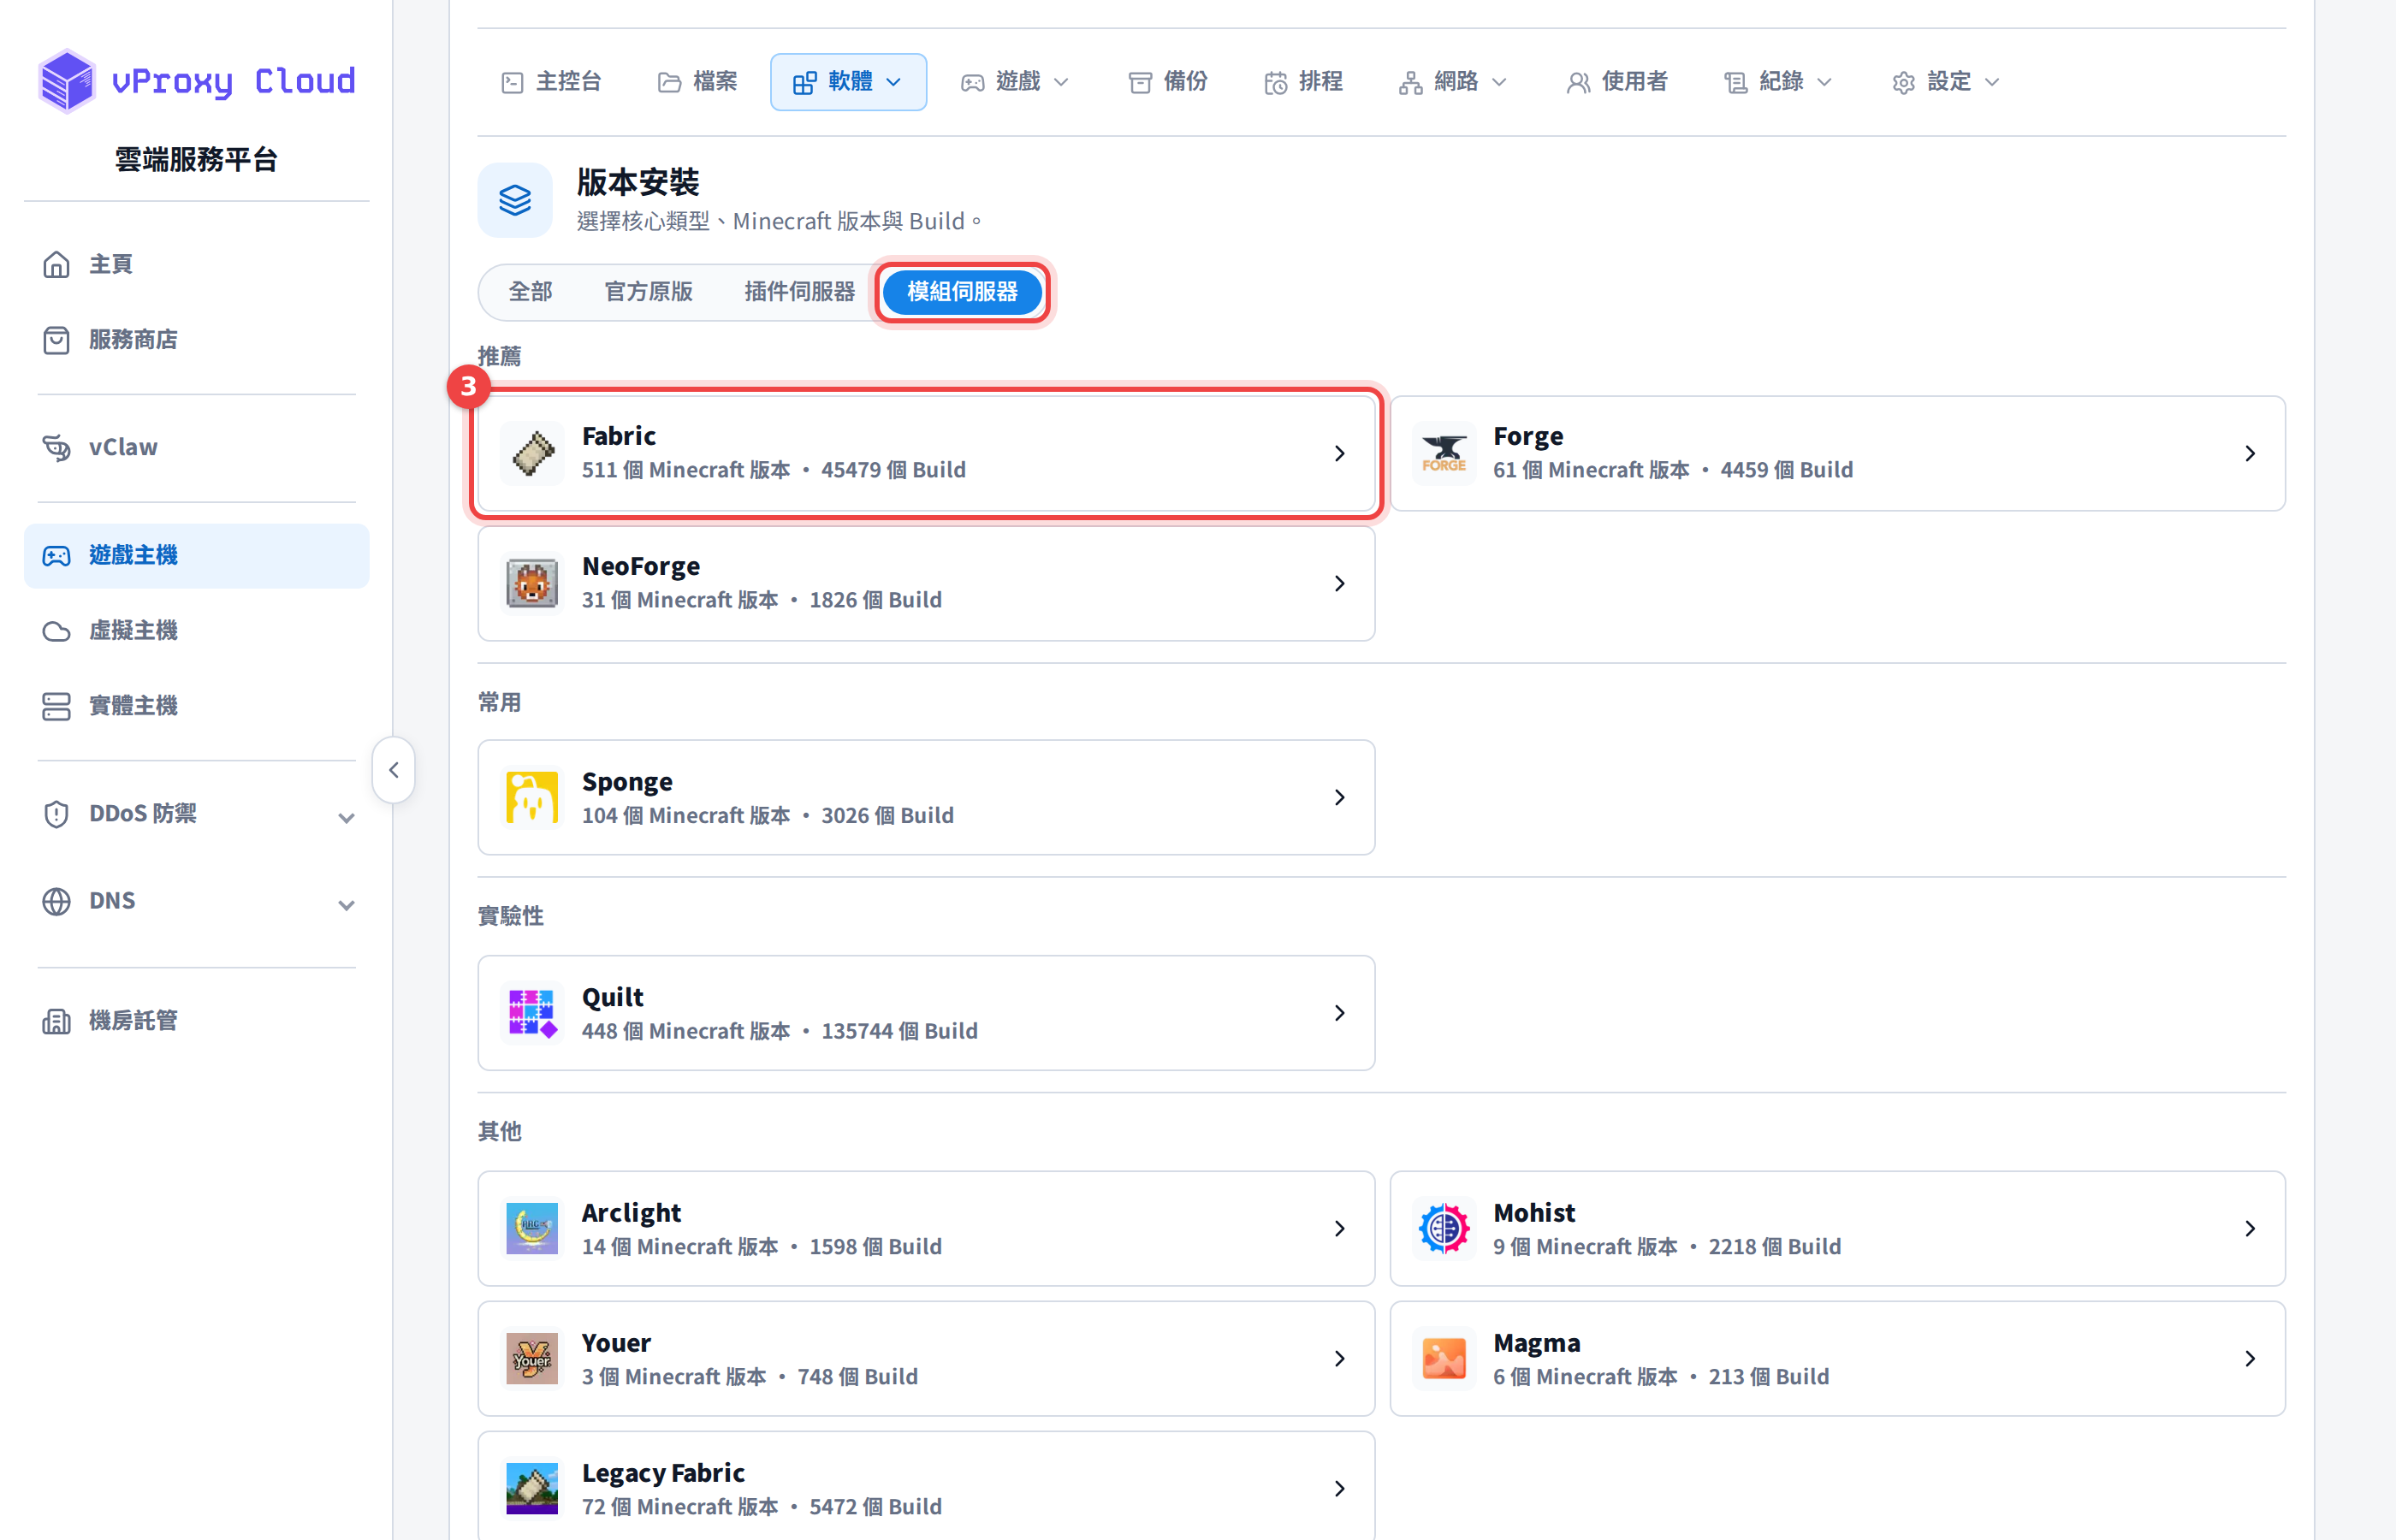 vProxy Cloud
雲端服務平台
主頁
服務商店
vClaw
遊戲主機
虛擬主機
實體主機
DDoS 防禦
DNS
機房託管
主控台 檔案 軟體 遊戲 備份 排程 網路 使用者 紀錄 設定
版本安裝
選擇核心類型、Minecraft 版本與 Build。
全部 官方原版 插件伺服器 模組伺服器
推薦
3
Fabric
511 個 Minecraft 版本 • 45479 個 Build
Forge
61 個 Minecraft 版本 • 4459 個 Build
NeoForge
31 個 Minecraft 版本 • 1826 個 Build
常用
Sponge
104 個 Minecraft 版本 • 3026 個 Build
實驗性
Quilt
448 個 Minecraft 版本 • 135744 個 Build
其他
Arclight
14 個 Minecraft 版本 • 1598 個 Build
Mohist
9 個 Minecraft 版本 • 2218 個 Build
Youer
3 個 Minecraft 版本 • 748 個 Build
Magma
6 個 Minecraft 版本 • 213 個 Build
Legacy Fabric
72 個 Minecraft 版本 • 5472 個 Build
FORGE
ARC
Youer